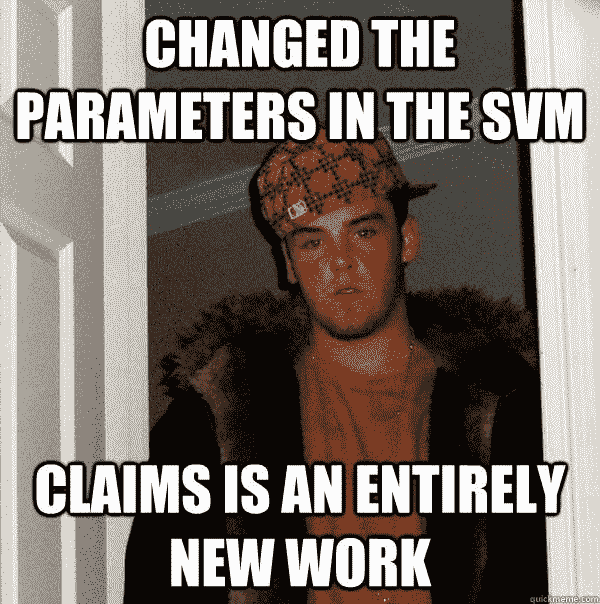 CHANGED THE
PARAMETERS IN THE SVM
CLAIMS IS AN ENTIRELY
NEW WORK
quickmeme.com